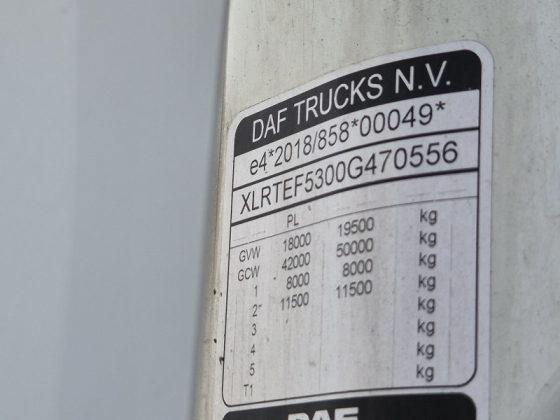 DAF TRUCKS N.V.
e4*2018/858*00049*
XLRTEF5300G470556
PL
GVW 18000 19500 kg
GCW 42000 50000 kg
1 8000 8000 kg
2 11500 11500 kg
3 kg
4 kg
5 kg
T1 kg
DAF